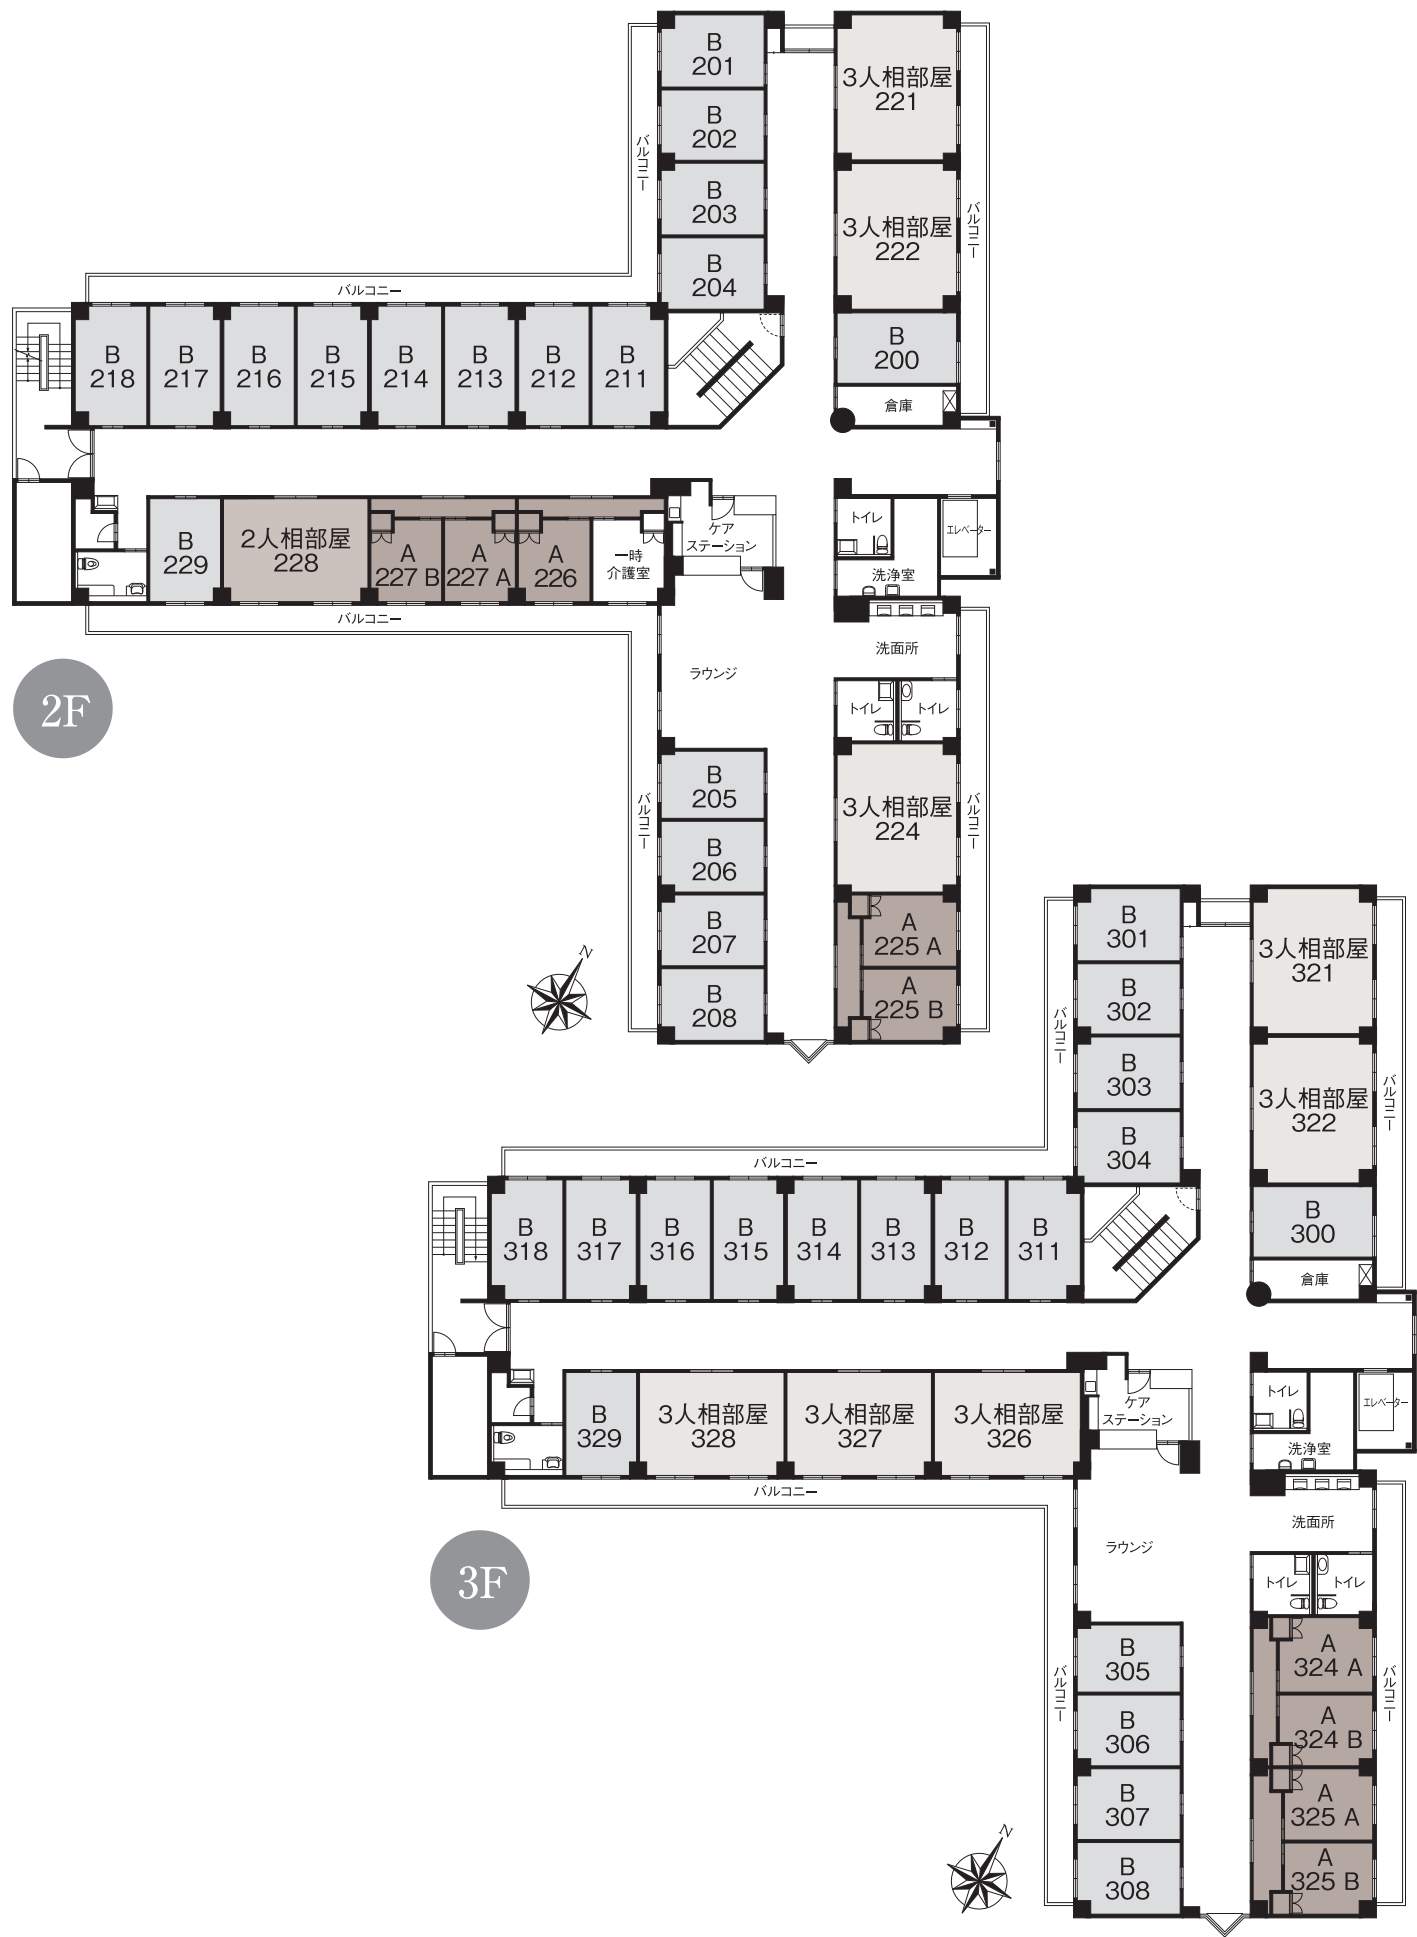 B
201
B
202
B
203
B
204
3人相部屋
221
3人相部屋
222
B
200
倉庫
バルコニー
バルコニー
バルコニー
B
218
B
217
B
216
B
215
B
214
B
213
B
212
B
211
B
229
2人相部屋
228
A
227 B
A
227 A
A
226
一時
介護室
ケア
ステーション
トイレ
エレベーター
洗浄室
洗面所
バルコニー
ラウンジ
トイレ
トイレ
2F
B
205
B
206
B
207
B
208
バルコニー
3人相部屋
224
A
225 A
A
225 B
バルコニー
N
B
301
B
302
B
303
B
304
3人相部屋
321
3人相部屋
322
B
300
倉庫
バルコニー
バルコニー
バルコニー
B
318
B
317
B
316
B
315
B
314
B
313
B
312
B
311
B
329
3人相部屋
328
3人相部屋
327
3人相部屋
326
ケア
ステーション
トイレ
エレベーター
洗浄室
洗面所
バルコニー
ラウンジ
トイレ
トイレ
3F
B
305
B
306
B
307
B
308
バルコニー
A
324 A
A
324 B
A
325 A
A
325 B
バルコニー
N